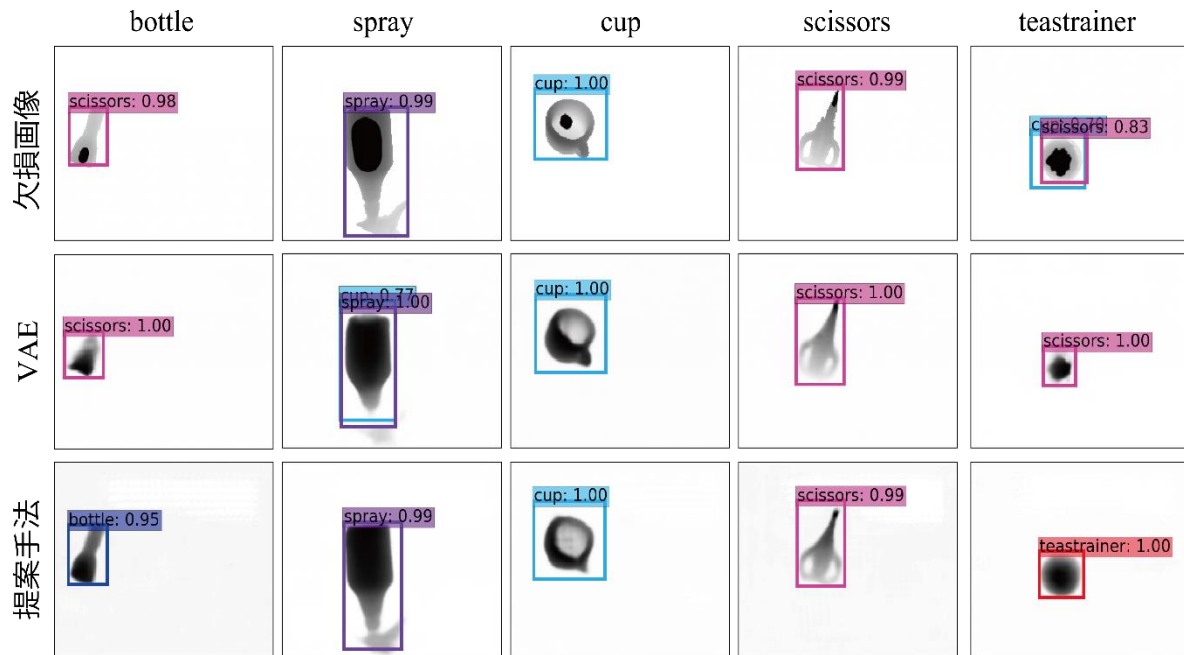 bottle spray cup scissors teastrainer
欠損画像
scissors: 0.98
spray: 0.99
cup: 1.00
scissors: 0.99
scissors: 0.83
VAE
scissors: 1.00
cup: 0.77
spray: 1.00
cup: 1.00
scissors: 1.00
scissors: 1.00
提案手法
bottle: 0.95
spray: 0.99
cup: 1.00
scissors: 0.99
teastrainer: 1.00